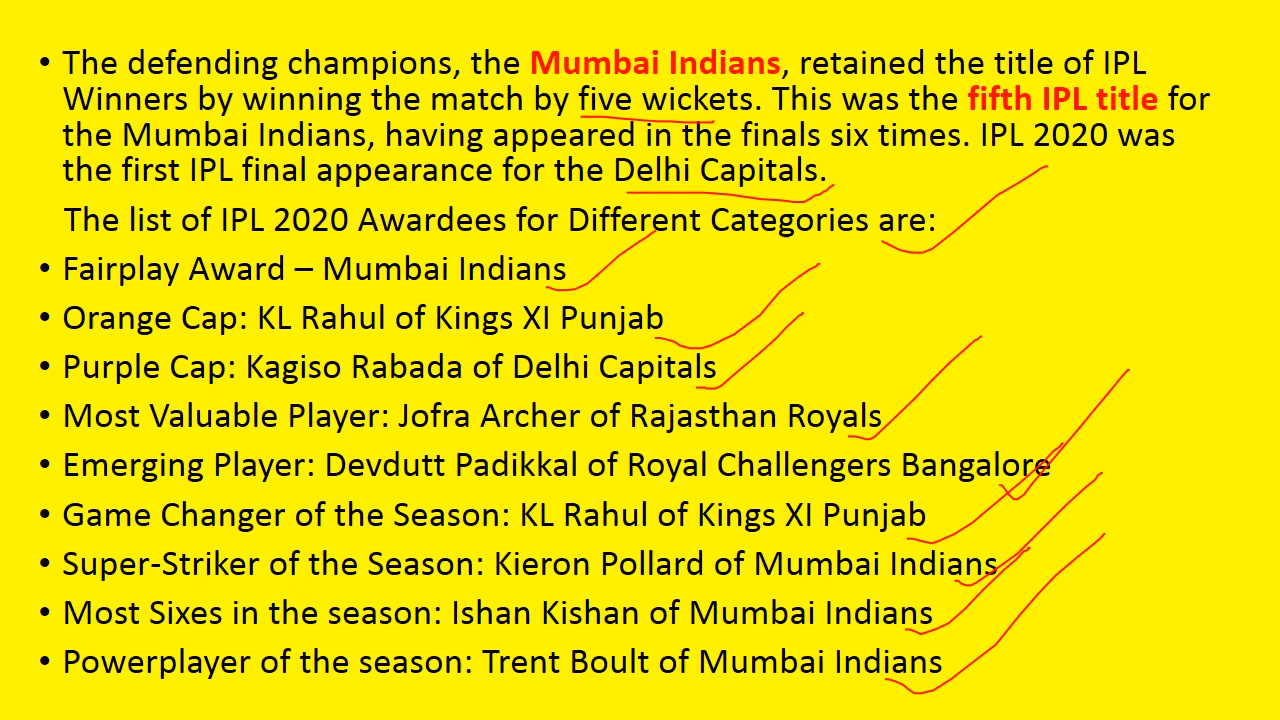 • The defending champions, the Mumbai Indians, retained the title of IPL
Winners by winning the match by five wickets. This was the fifth IPL title for
the Mumbai Indians, having appeared in the finals six times. IPL 2020 was
the first IPL final appearance for the Delhi Capitals.
The list of IPL 2020 Awardees for Different Categories are:
• Fairplay Award – Mumbai Indians
• Orange Cap: KL Rahul of Kings XI Punjab
• Purple Cap: Kagiso Rabada of Delhi Capitals
• Most Valuable Player: Jofra Archer of Rajasthan Royals
• Emerging Player: Devdutt Padikkal of Royal Challengers Bangalore
• Game Changer of the Season: KL Rahul of Kings XI Punjab
• Super-Striker of the Season: Kieron Pollard of Mumbai Indians
• Most Sixes in the season: Ishan Kishan of Mumbai Indians
• Powerplayer of the season: Trent Boult of Mumbai Indians